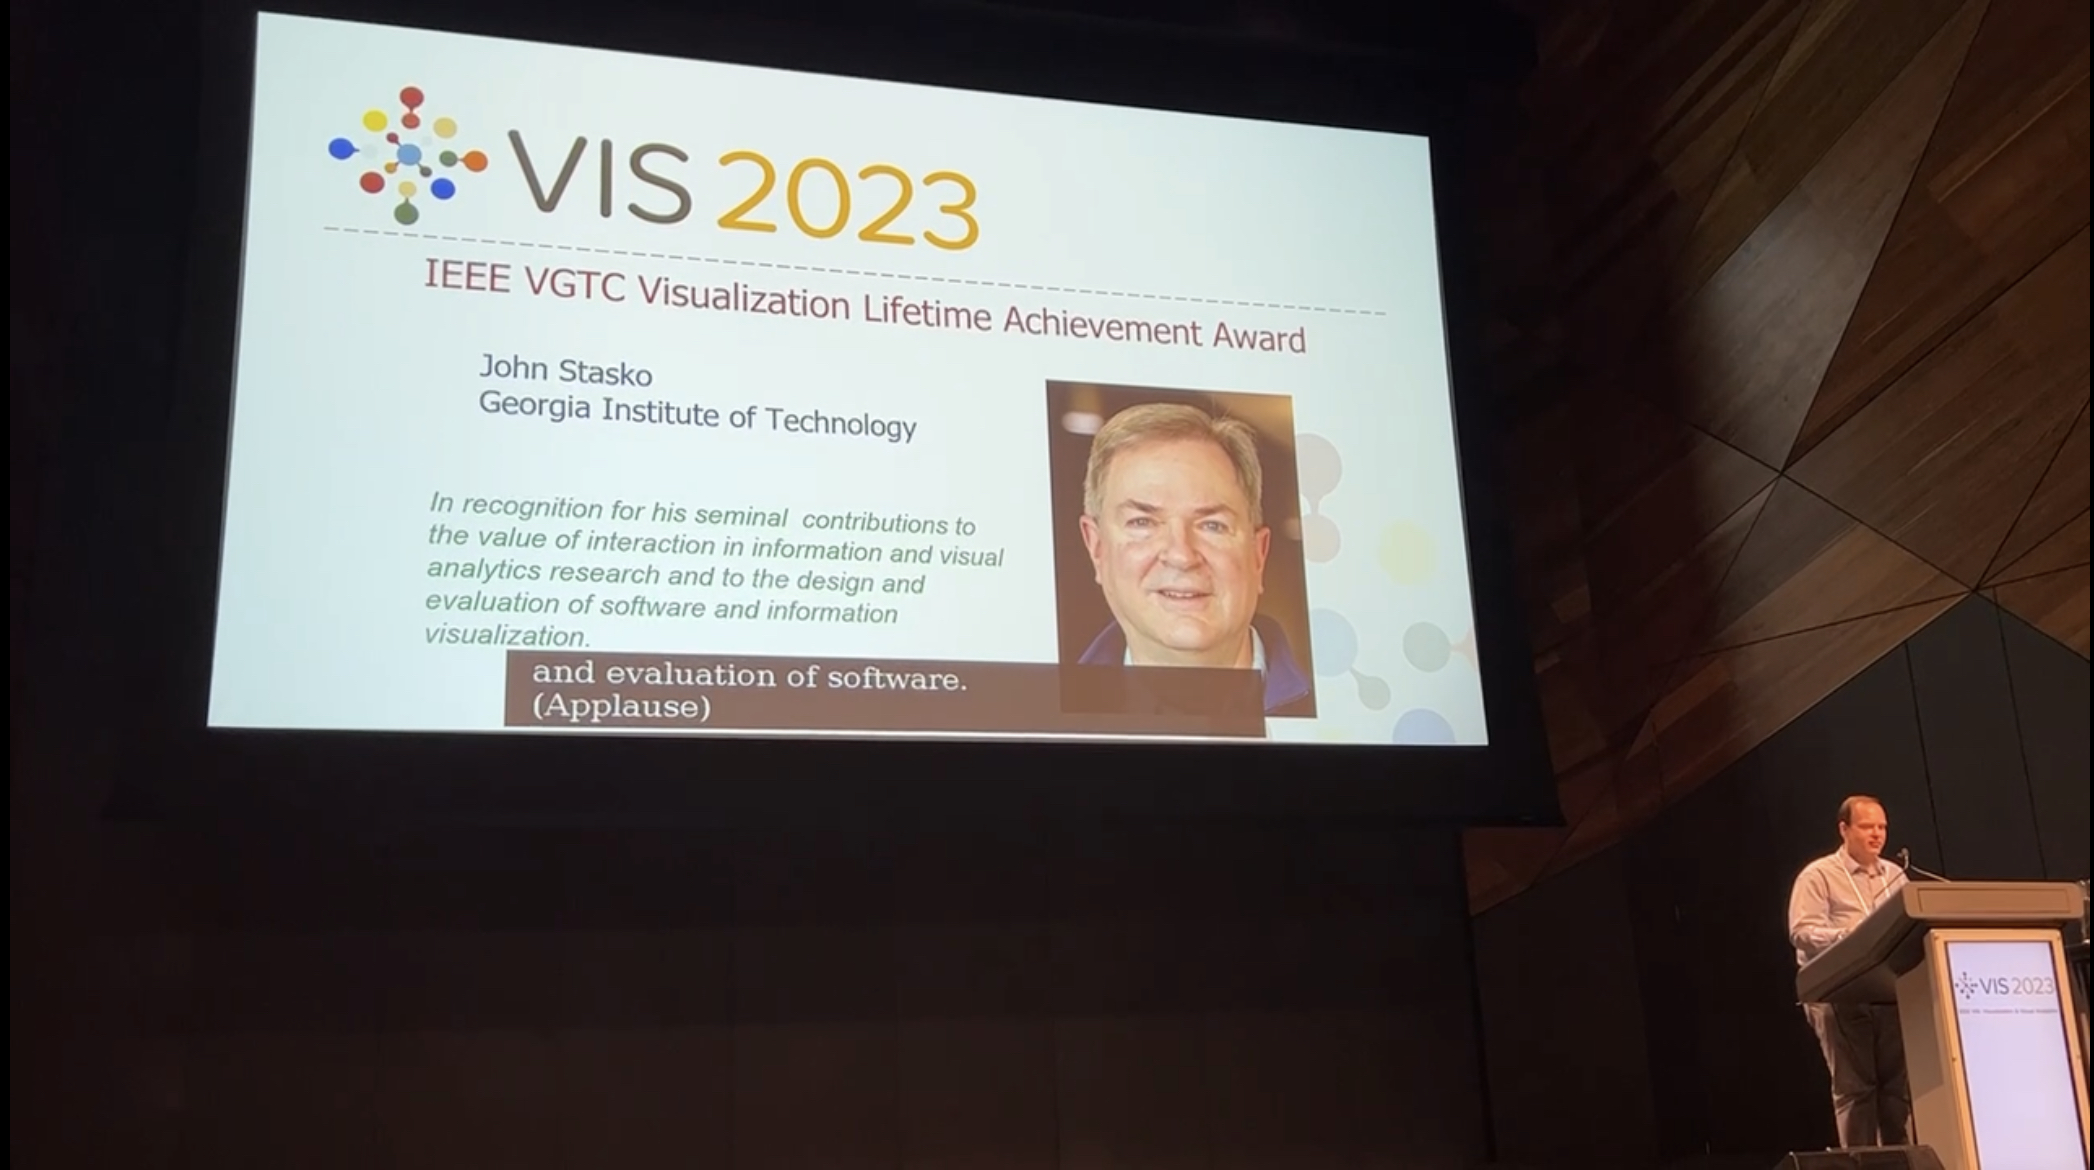 VIS 2023
IEEE VGTC Visualization Lifetime Achievement Award
John Stasko
Georgia Institute of Technology
In recognition for his seminal contributions to
the value of interaction in information and visual
analytics research and to the design and
evaluation of software and information
visualization.
and evaluation of software.
(Applause)
VIS 2023